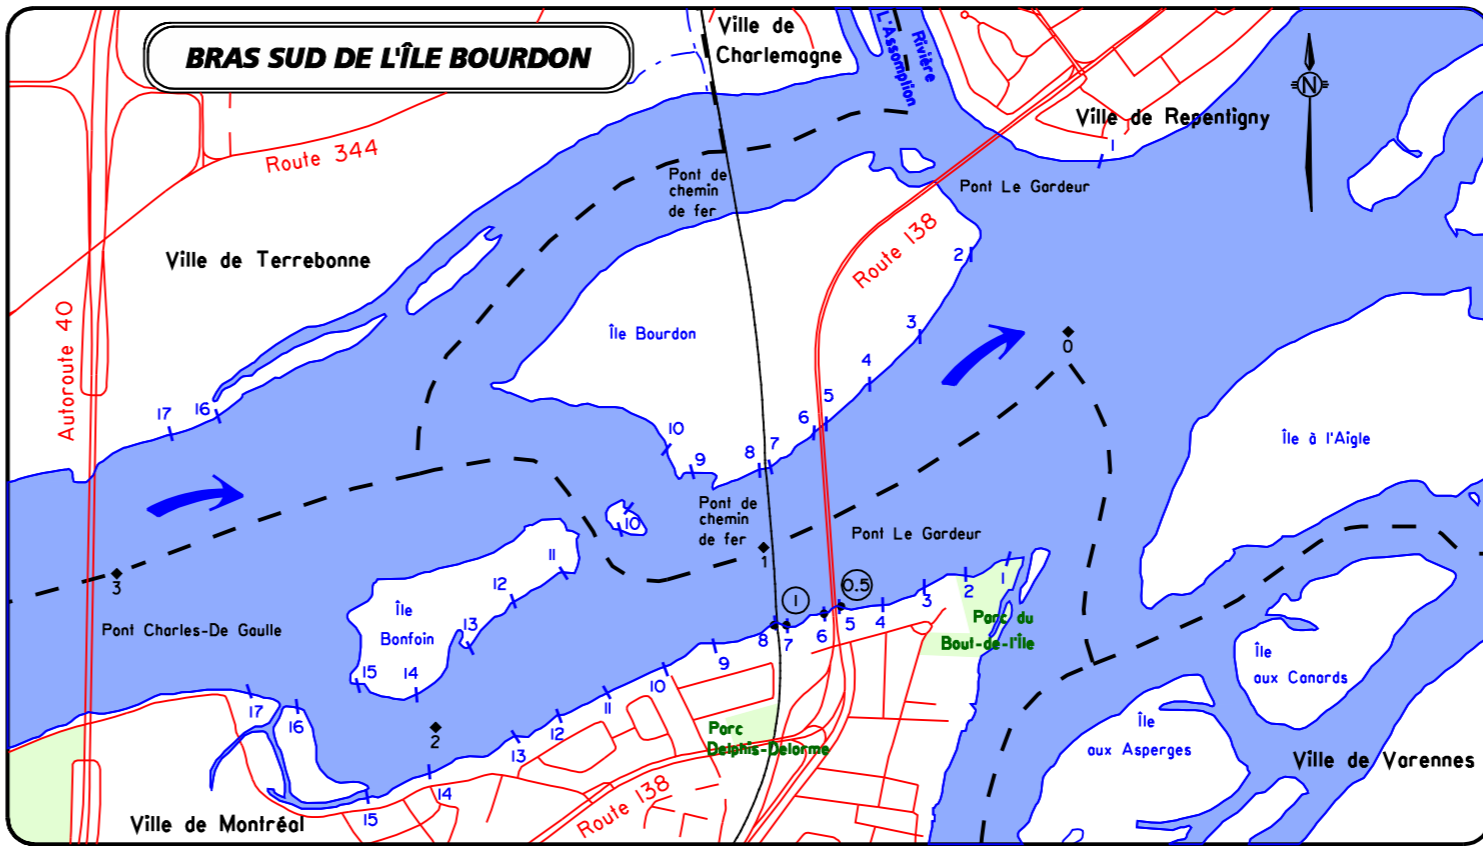 BRAS SUD DE L'ÎLE BOURDON
Ville de
Charlemagne
Rivière
L'Assomption
N
Ville de Repentigny
1
Route 344
Pont de
chemin
de fer
Pont Le Gardeur
Route 138
2
Ville de Terrebonne
Autoroute 40
Île Bourdon
3
0
4
5
6
17
16
10
9
8
7
Île à l'Aigle
Pont de
chemin
de fer
10
Pont Le Gardeur
1
11
12
3
Île
Bonfoin
13
15
14
Pont Charles-De Gaulle
1
0.5
8
7
6
5
4
3
2
1
Parc du
Bout-de-l'Île
9
10
11
12
13
14
15
16
17
2
Île
aux Canards
Île
aux Asperges
Parc
Delphis-Delorme
Route 138
Ville de Varennes
Ville de Montréal